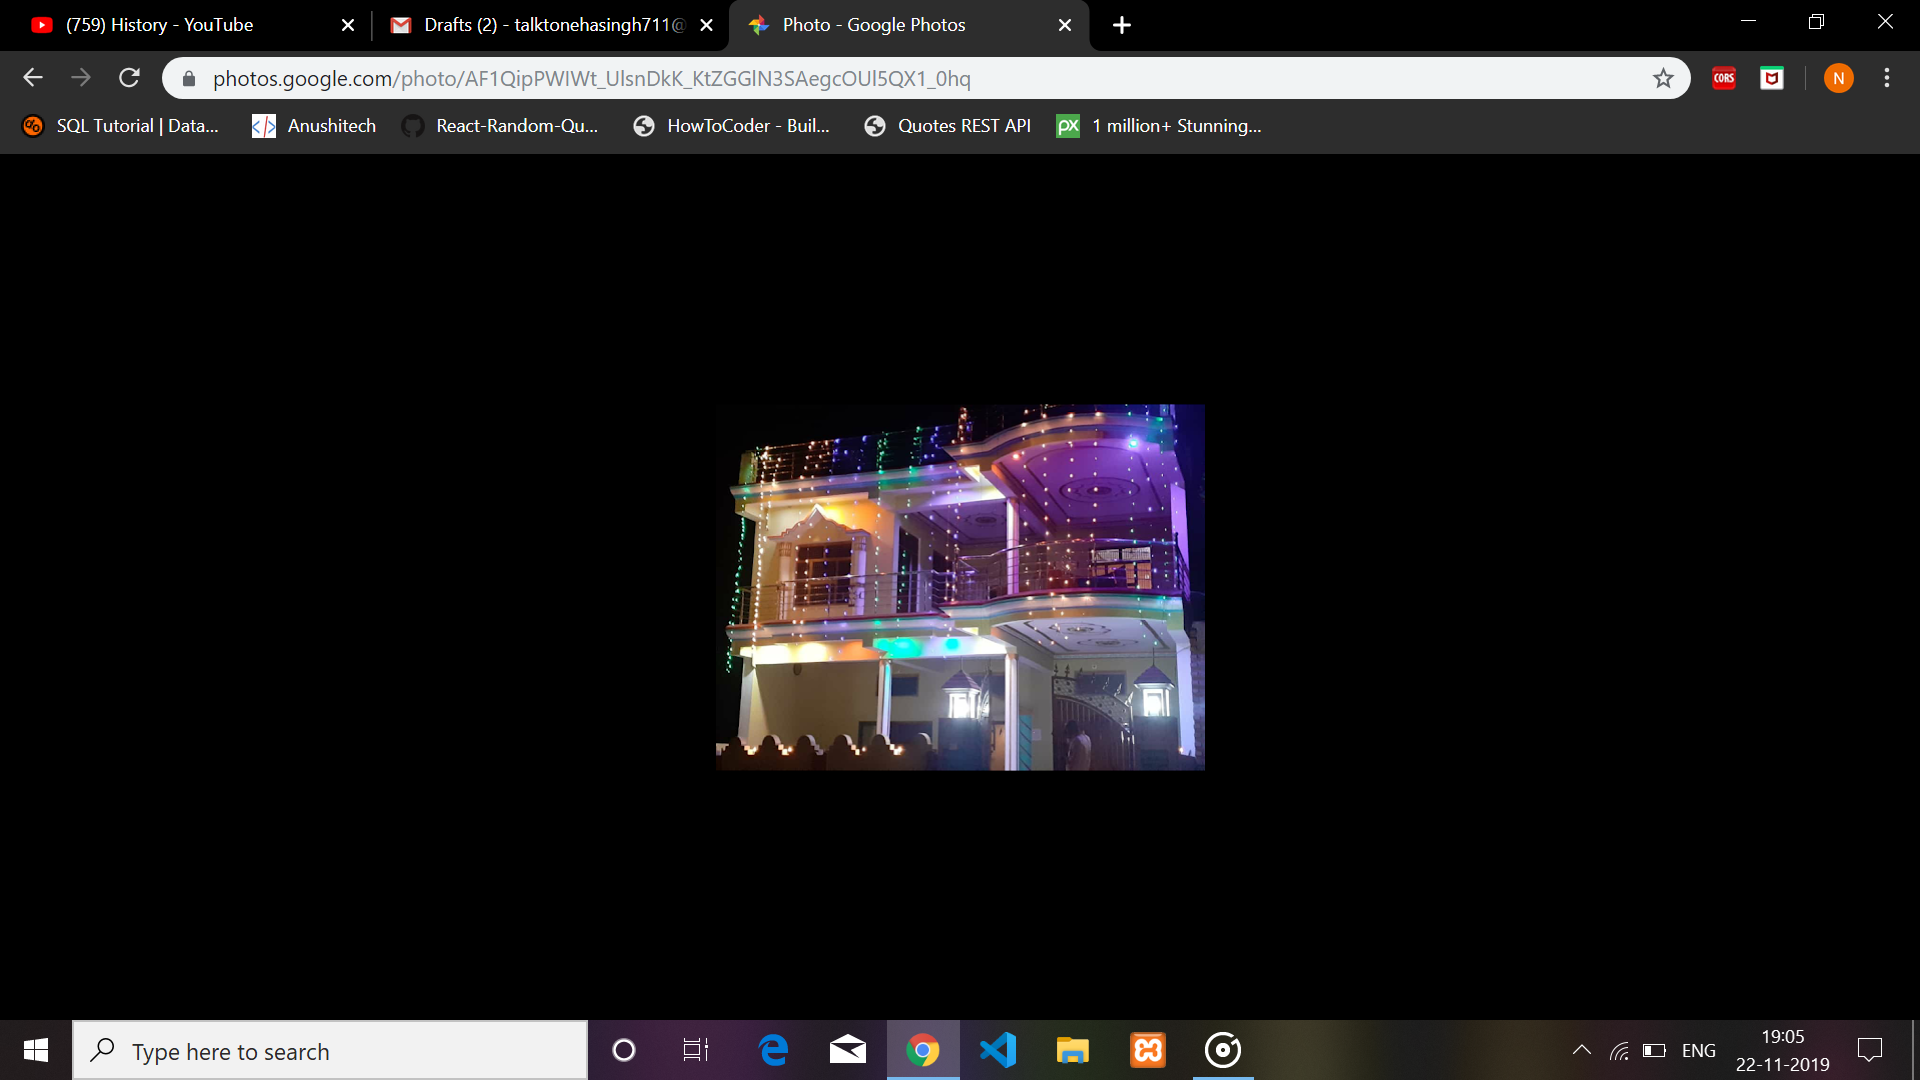 (759) History - YouTube
Drafts (2) - talktonehasingh711@
Photo - Google Photos
photos.google.com/photo/AF1QipPWIWt_UlsnDkK_KtZGGlN3SAegcOUl5QX1_0hq
CORS
N
SQL Tutorial | Data...
Anushitech
React-Random-Qu...
HowToCoder - Buil...
Quotes REST API
px
1 million+ Stunning...
Type here to search
ENG
19:05
22-11-2019